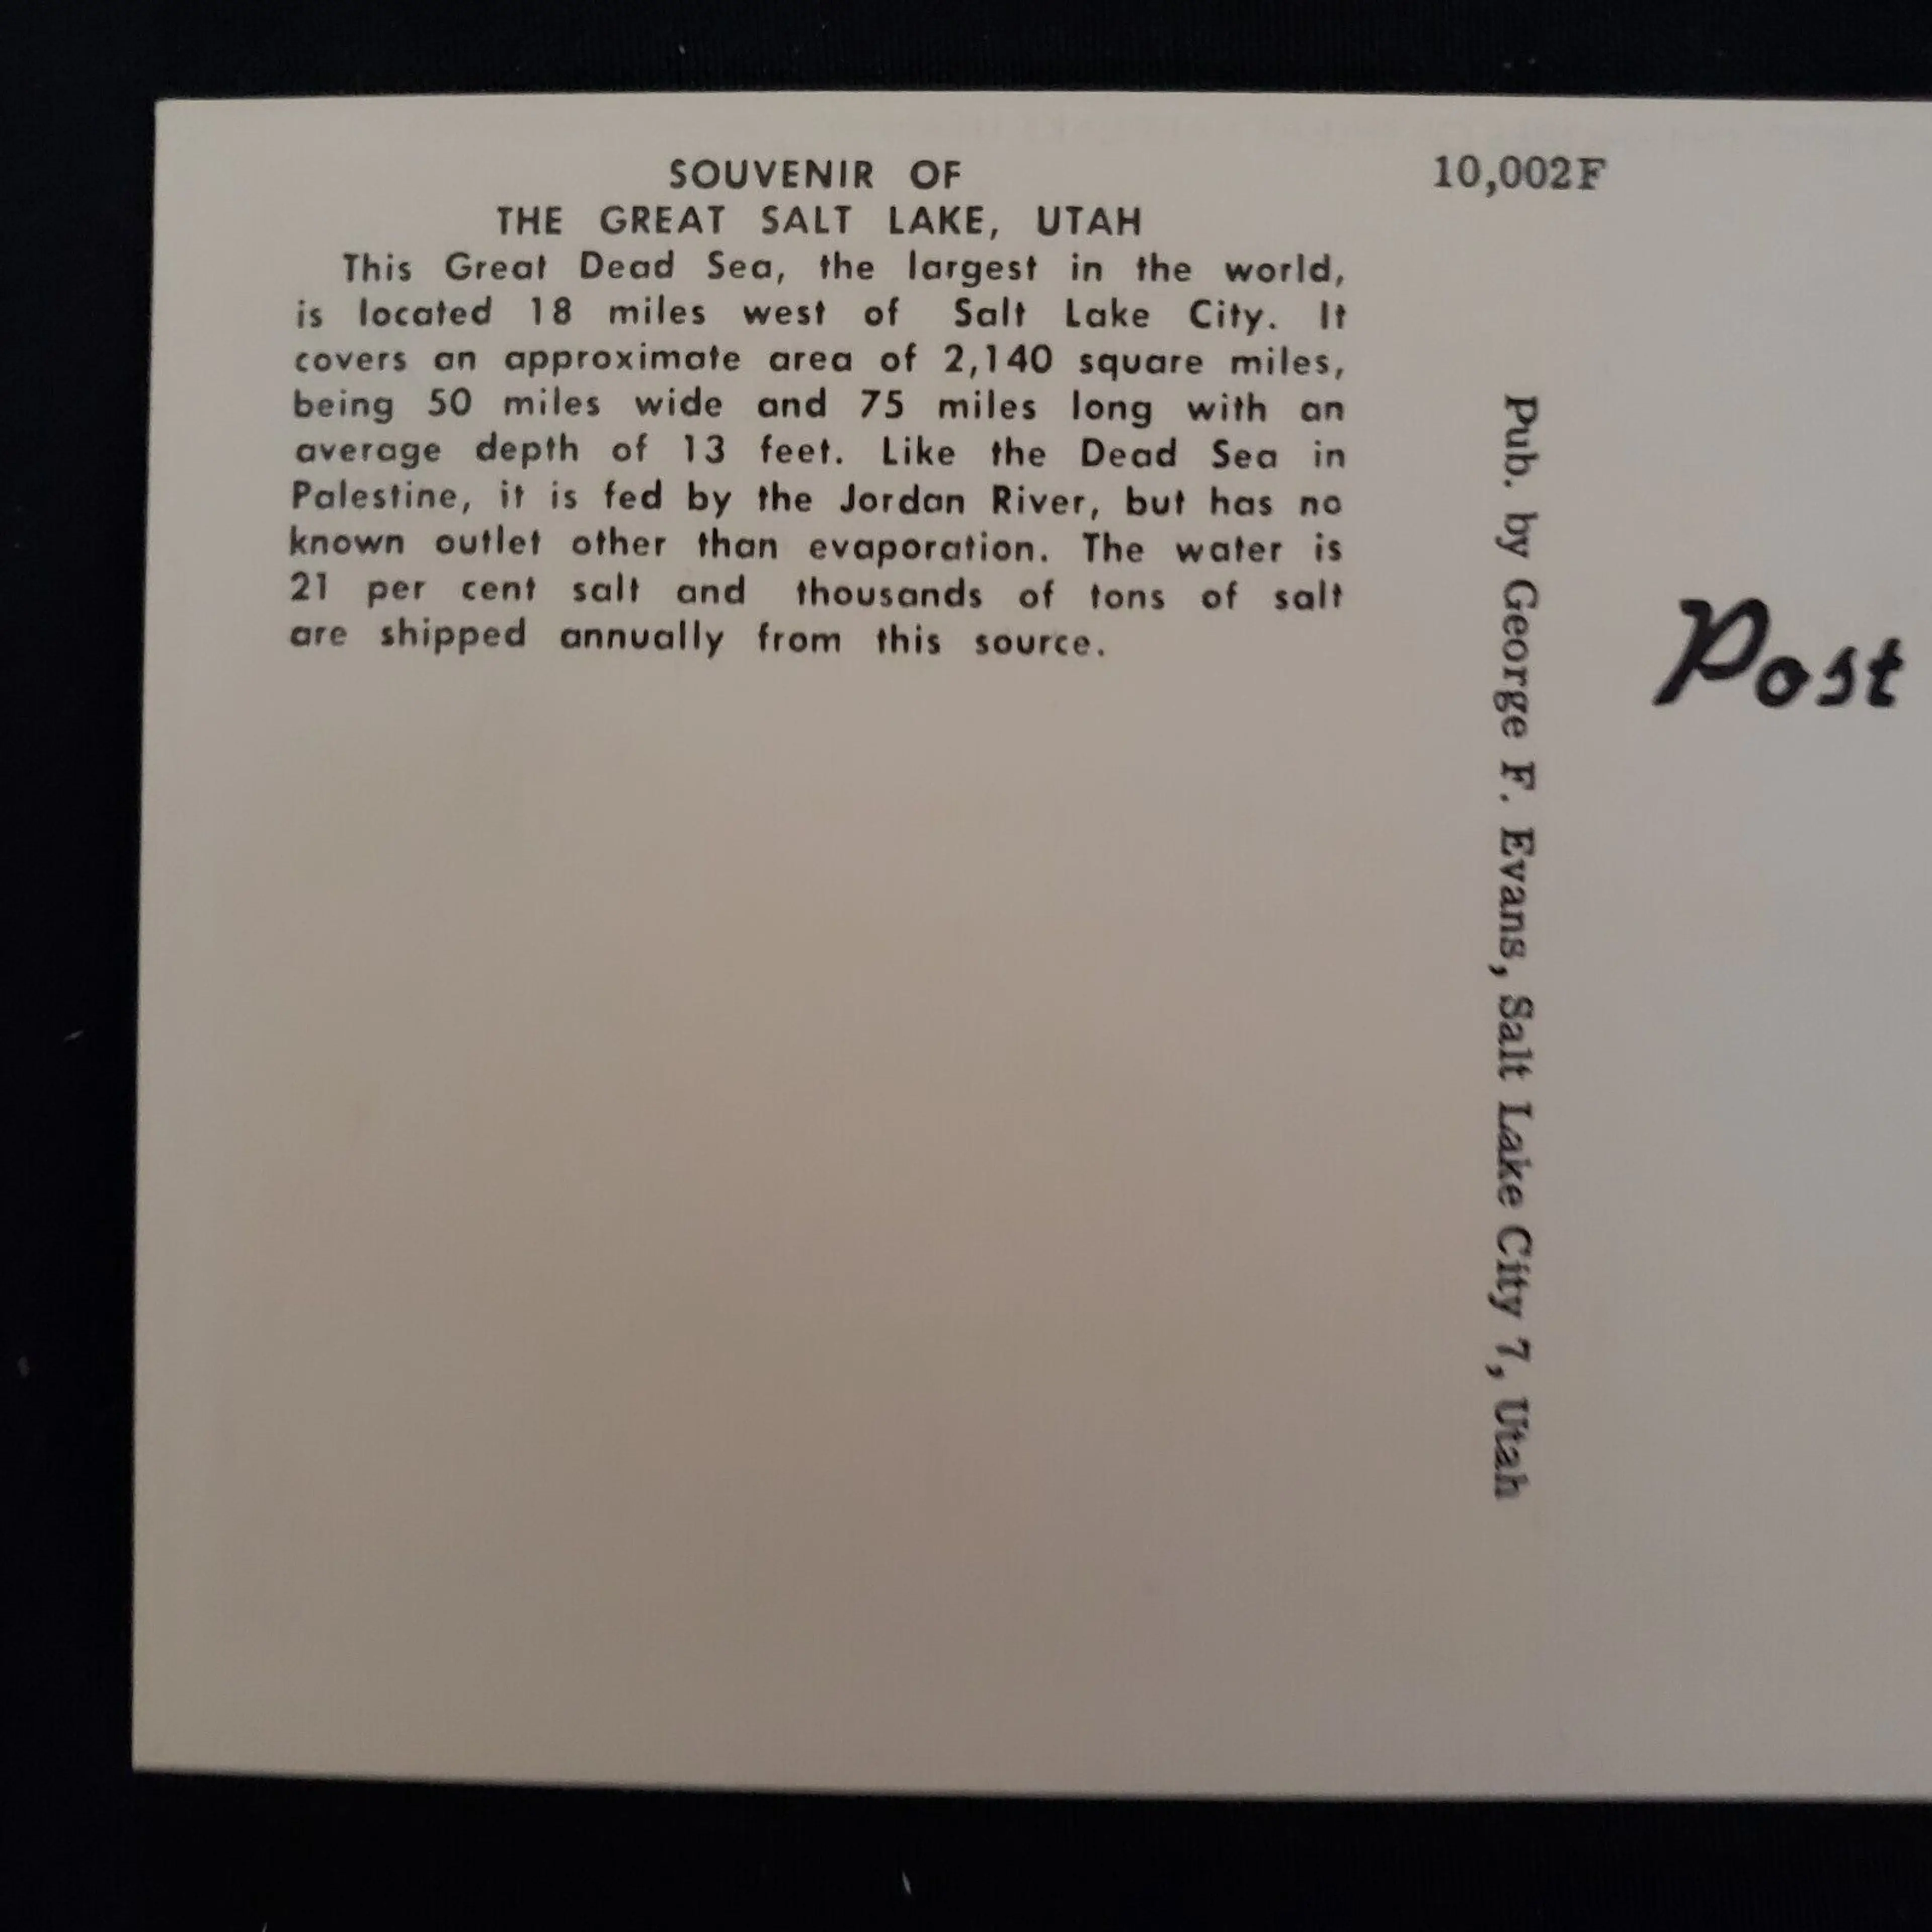 SOUVENIR OF
THE GREAT SALT LAKE, UTAH
This Great Dead Sea, the largest in the world,
is located 18 miles west of Salt Lake City. It
covers an approximate area of 2,140 square miles,
being 50 miles wide and 75 miles long with an
average depth of 13 feet. Like the Dead Sea in
Palestine, it is fed by the Jordan River, but has no
known outlet other than evaporation. The water is
21 per cent salt and thousands of tons of salt
are shipped annually from this source.
10,002F
Pub. by George F. Evans, Salt Lake City 7, Utah
Post